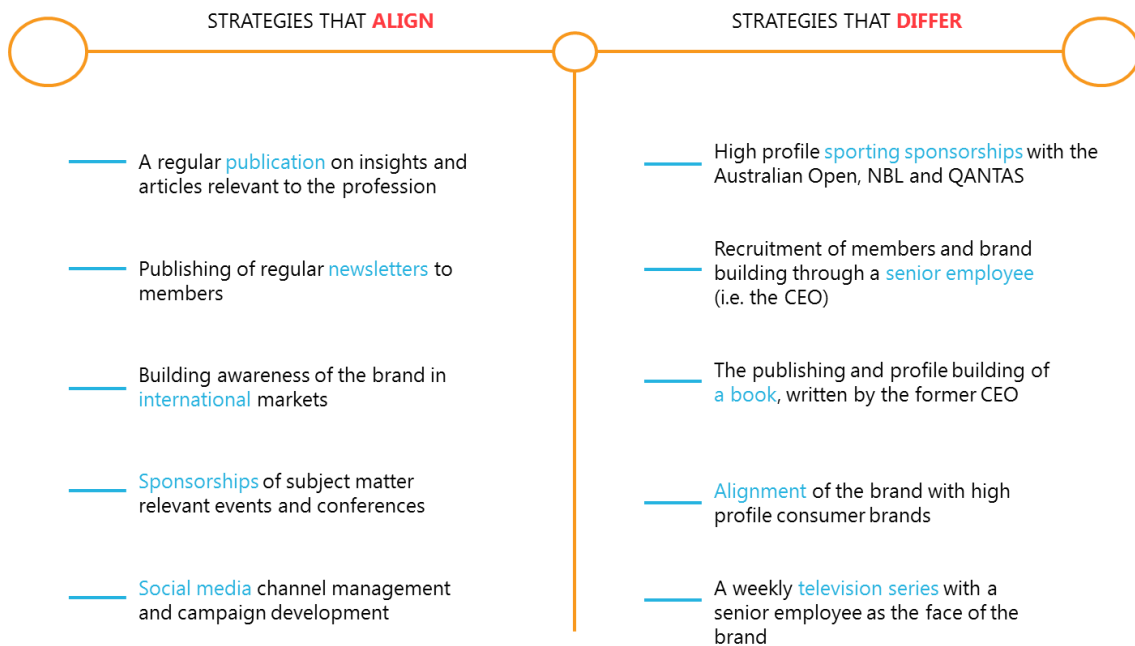 STRATEGIES THAT ALIGN
A regular publication on insights and
articles relevant to the profession
Publishing of regular newsletters to
members
Building awareness of the brand in
international markets
Sponsorships of subject matter
relevant events and conferences
Social media channel management
and campaign development
STRATEGIES THAT DIFFER
High profile sporting sponsorships with the
Australian Open, NBL and QANTAS
Recruitment of members and brand
building through a senior employee
(i.e. the CEO)
The publishing and profile building of
a book, written by the former CEO
Alignment of the brand with high
profile consumer brands
A weekly television series with a
senior employee as the face of the
brand